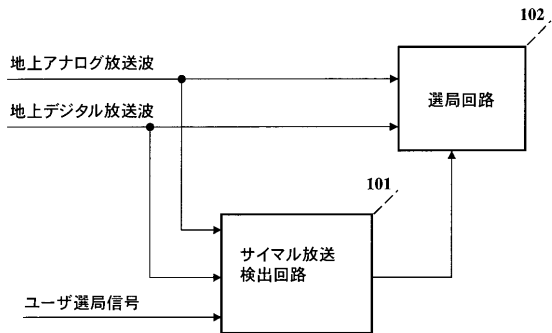 102
地上アナログ放送波
選局回路
地上デジタル放送波
101
サイマル放送
検出回路
ユーザ選局信号